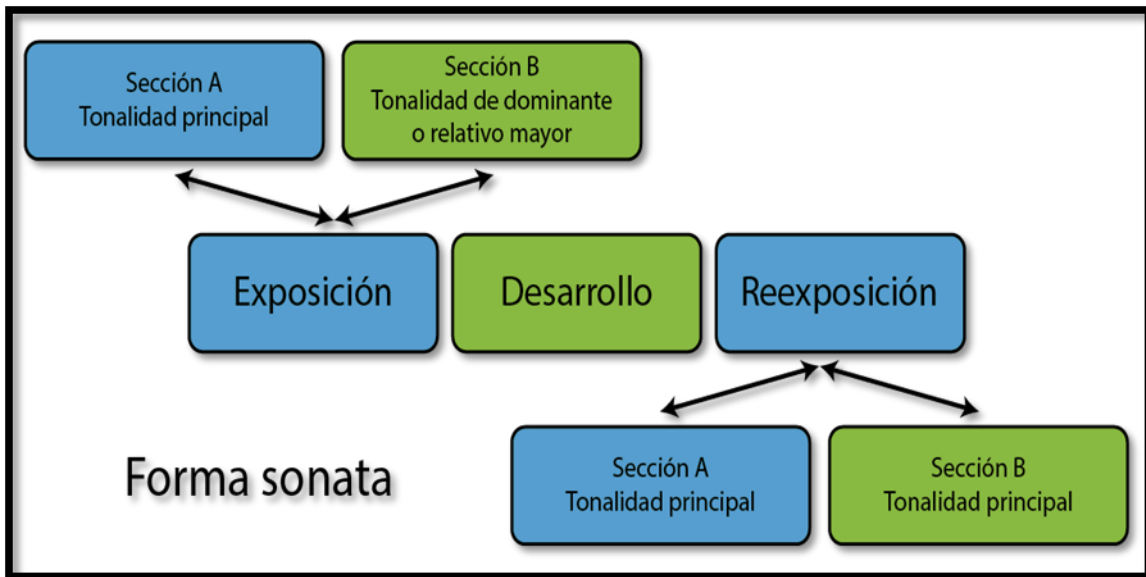 Sección A
Tonalidad principal
Sección B
Tonalidad de dominante
o relativo mayor
Exposición
Desarrollo
Reexposición
Forma sonata
Sección A
Tonalidad principal
Sección B
Tonalidad principal